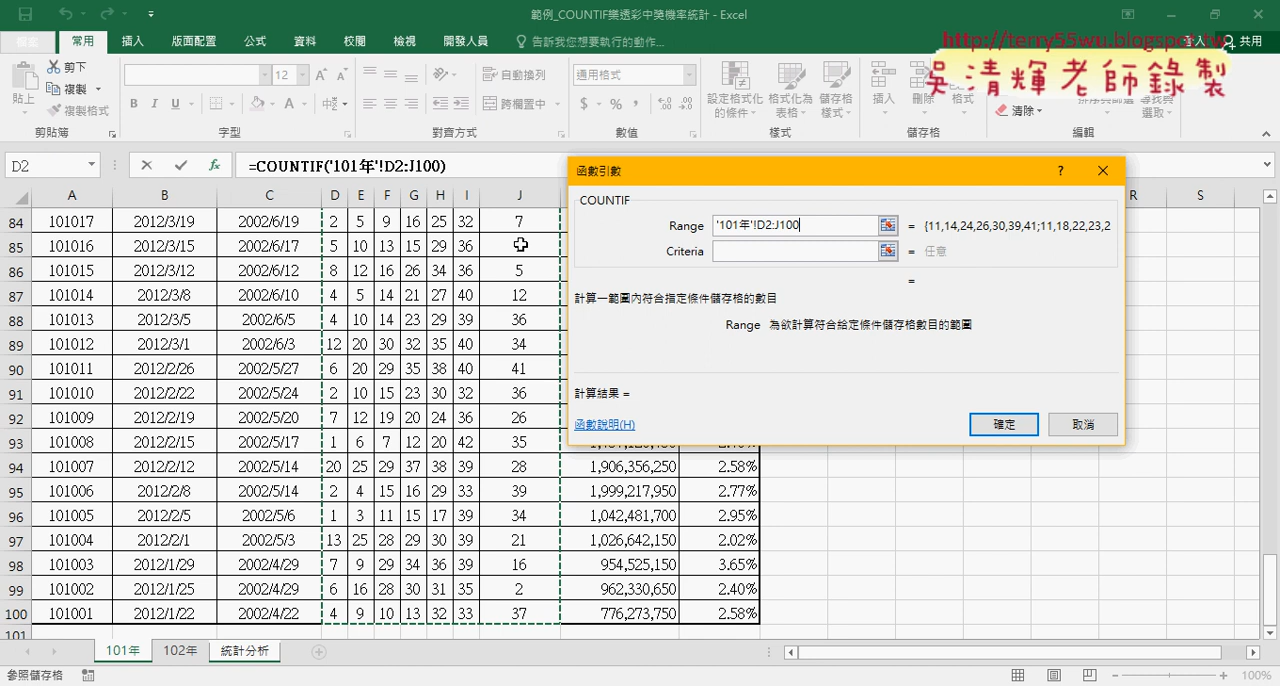 範例_COUNTIF樂透彩中獎機率統計 - Excel
檔案 常用 插入 版面配置 公式 資料 校閱 檢視 開發人員 告訴我您想要執行的動作... 登入 共用
http://terry55wu.blogspot.tw
吳清輝老師錄製
貼上 剪下 複製 複製格式
12 A A 自動換列 通用格式
B I U A 中 跨欄置中 $ % ,
設定格式化的條件 格式化為表格 儲存格樣式 插入 刪除 格式 清除 排序與篩選 尋找與選取
剪貼簿 字型 對齊方式 數值 樣式 儲存格 編輯
D2 fx =COUNTIF('101年'!D2:J100)
A B C D E F G H I J R S
84 101017 2012/3/19 2002/6/19 2 5 9 16 25 32 7
85 101016 2012/3/15 2002/6/17 5 10 13 15 29 36
86 101015 2012/3/12 2002/6/12 8 12 16 26 34 36 5
87 101014 2012/3/8 2002/6/10 4 5 14 21 27 40 12
88 101013 2012/3/5 2002/6/5 4 10 14 23 29 39 36
89 101012 2012/3/1 2002/6/3 12 20 30 32 35 40 34
90 101011 2012/2/26 2002/5/27 6 20 29 35 38 40 41
91 101010 2012/2/23 2002/5/24 2 10 15 23 30 32 36
92 101009 2012/2/19 2002/5/20 7 12 19 20 24 36 26
93 101008 2012/2/15 2002/5/17 1 6 7 12 20 42 35
94 101007 2012/2/12 2002/5/14 20 25 29 37 38 39 28 1,906,356,250 2.58%
95 101006 2012/2/8 2002/5/14 2 4 15 16 29 33 39 1,999,217,950 2.77%
96 101005 2012/2/5 2002/5/6 1 3 11 15 17 39 34 1,042,481,700 2.95%
97 101004 2012/2/1 2002/5/3 13 25 28 29 30 39 21 1,026,642,150 2.02%
98 101003 2012/1/29 2002/4/29 7 9 29 34 36 39 16 954,525,150 3.65%
99 101002 2012/1/29 2002/4/29 6 16 28 30 31 35 2 962,330,650 2.40%
100 101001 2012/1/22 2002/4/22 4 9 10 13 32 33 37 776,273,750 2.58%
101
函數引數 ?
COUNTIF
Range '101年'!D2:J100 = {11,14,24,26,30,39,41;11,18,22,23,2
Criteria = 任意
=
計算一範圍內符合指定條件儲存格的數目
Range 為欲計算符合給定條件儲存格數目的範圍
計算結果 =
函數說明(H) 確定 取消
101年 102年 統計分析
參照儲存格 100%